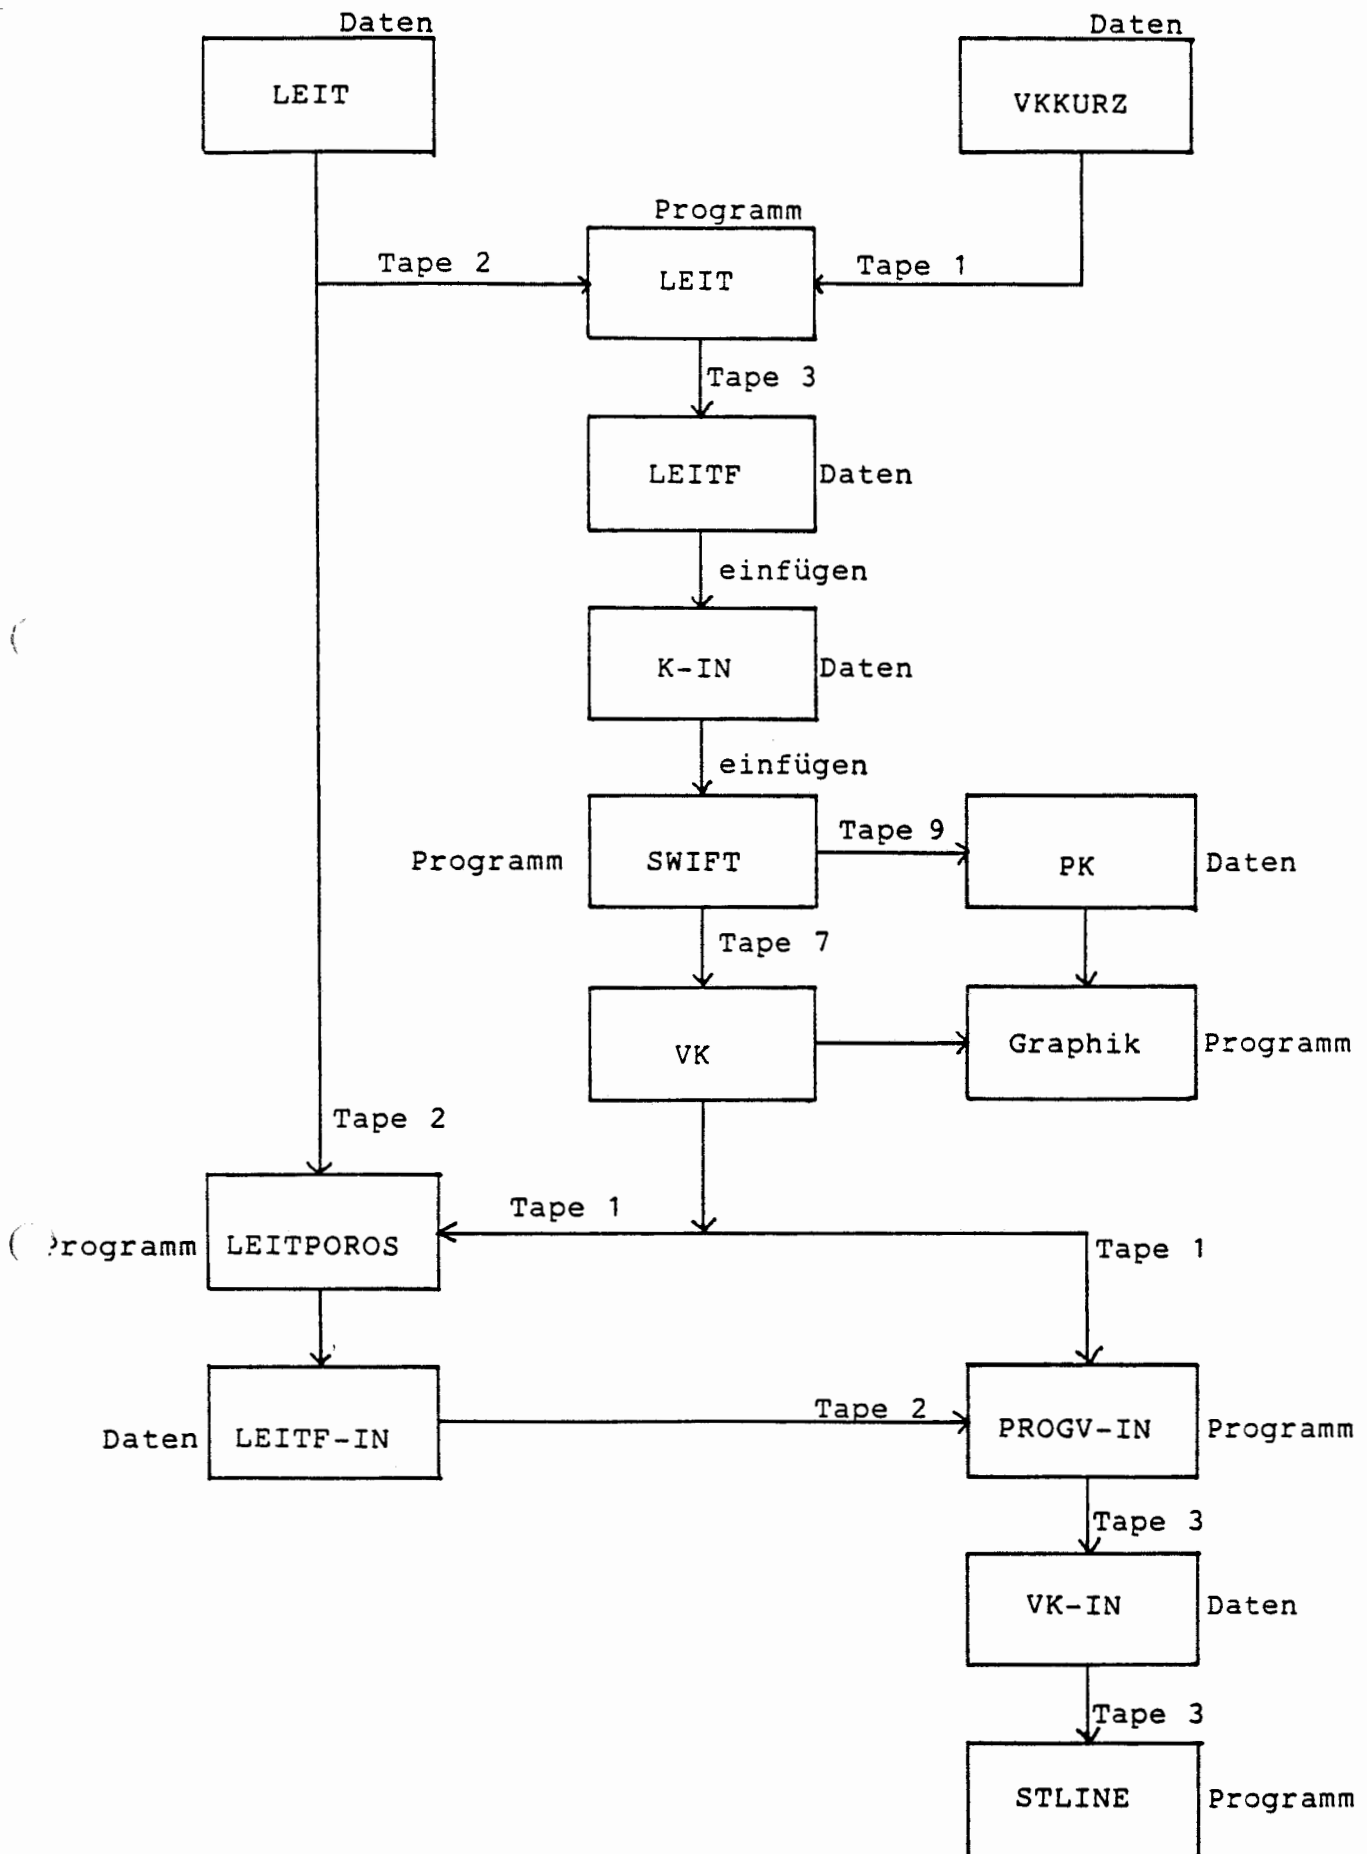 Daten
Daten
LEIT
VKKURZ
Programm
Tape 2
LEIT
Tape 1
Tape 3
LEITF
Daten
einfügen
K-IN
Daten
einfügen
Programm
SWIFT
Tape 9
PK
Daten
Tape 7
VK
Graphik
Programm
Tape 2
Programm
LEITPOROS
Tape 1
Tape 1
Daten
LEITF-IN
Tape 2
PROGV-IN
Programm
Tape 3
VK-IN
Daten
Tape 3
STLINE
Programm